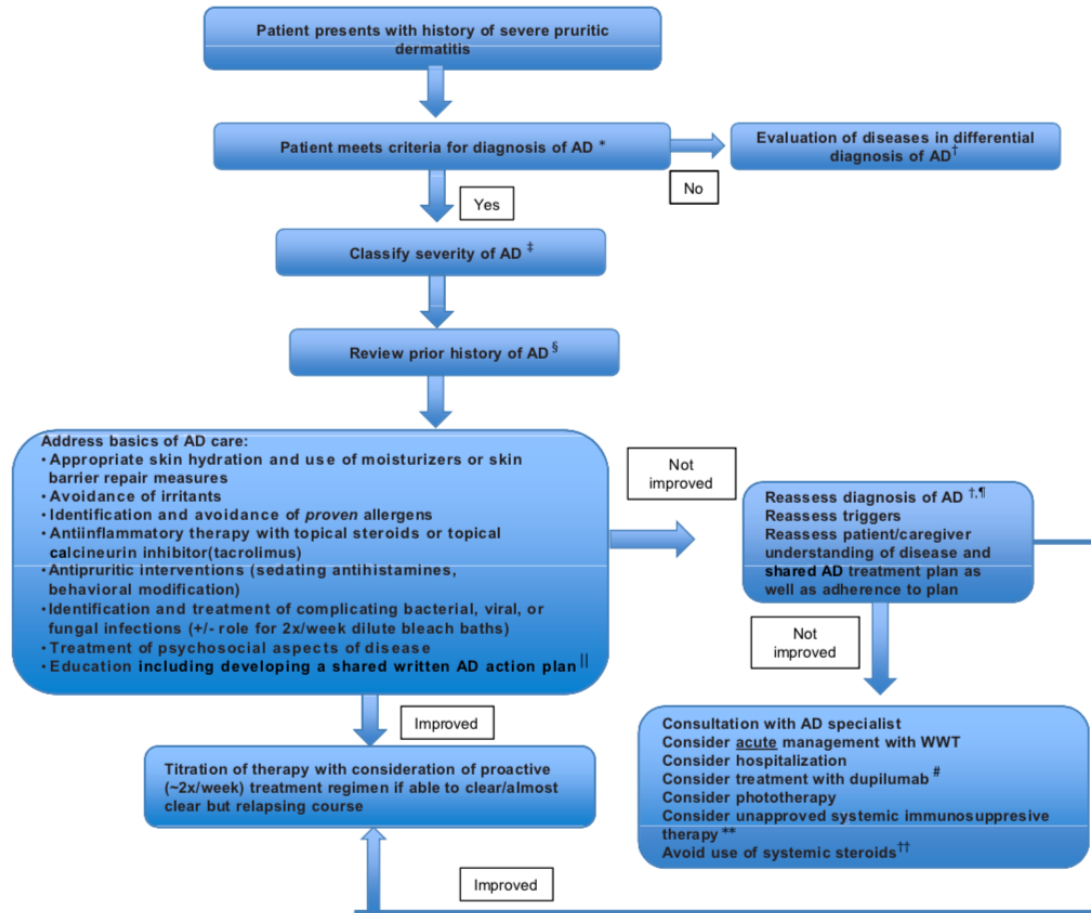 Patient presents with history of severe pruritic
dermatitis
Patient meets criteria for diagnosis of AD *
Evaluation of diseases in differential
diagnosis of AD†
No
Yes
Classify severity of AD ‡
Review prior history of AD§
Address basics of AD care:
• Appropriate skin hydration and use of moisturizers or skin
barrier repair measures
• Avoidance of irritants
• Identification and avoidance of proven allergens
• Antiinflammatory therapy with topical steroids or topical
calcineurin inhibitor(tacrolimus)
• Antipruritic interventions (sedating antihistamines,
behavioral modification)
• Identification and treatment of complicating bacterial, viral, or
fungal infections (+/- role for 2x/week dilute bleach baths)
• Treatment of psychosocial aspects of disease
• Education including developing a shared written AD action plan||
Not
improved
Reassess diagnosis of AD †,¶
Reassess triggers
Reassess patient/caregiver
understanding of disease and
shared AD treatment plan as
well as adherence to plan
Not
improved
Improved
Titration of therapy with consideration of proactive
(~2x/week) treatment regimen if able to clear/almost
clear but relapsing course
Consultation with AD specialist
Consider acute management with WWT
Consider hospitalization
Consider treatment with dupilumab #
Consider phototherapy
Consider unapproved systemic immunosuppresive
therapy **
Avoid use of systemic steroids††
Improved